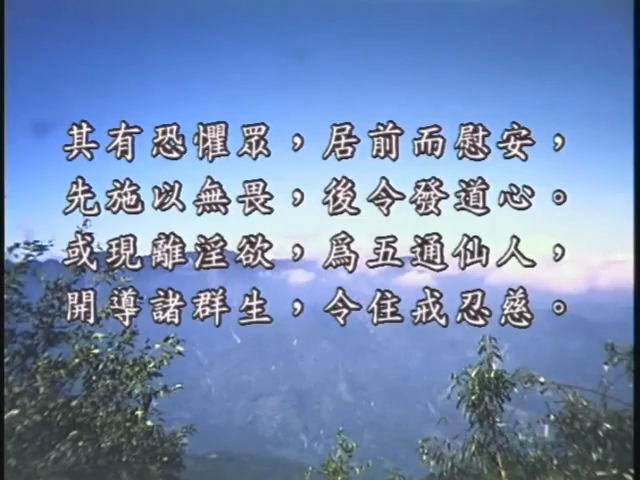 其有恐懼眾，居前而慰安，
先施以無畏，後令發道心。
或現離淫欲，為五通仙人，
開導諸群生，令住戒忍慈。